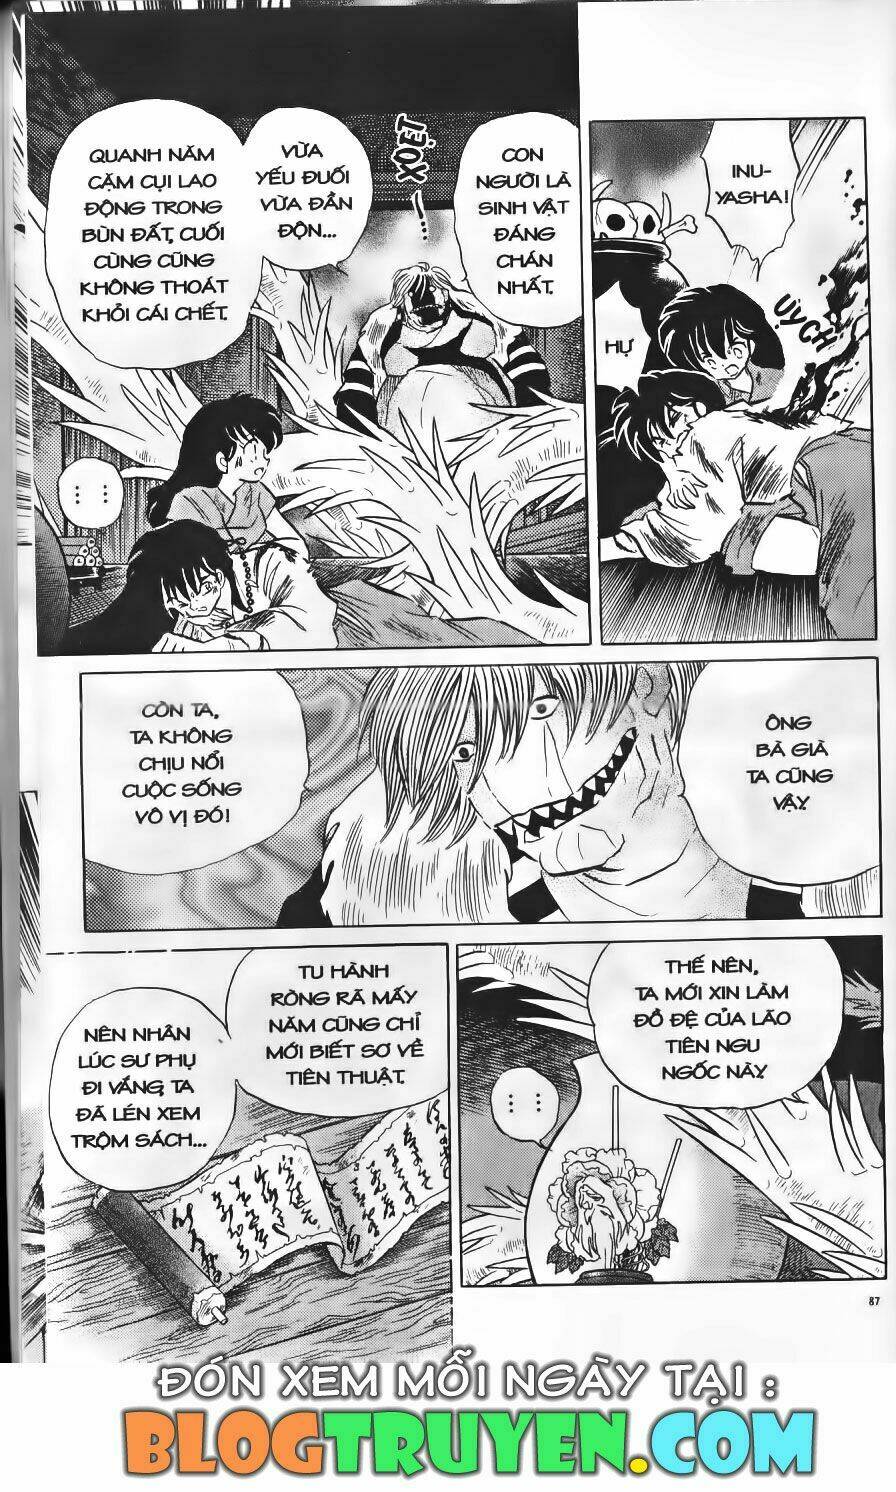 INU-
YASHA!
HỰ
ỤYCH
CON
NGƯỜI LÀ
SINH VẬT
ĐÁNG
CHÁN
NHẤT.
XOẸT
VỪA
YẾU ĐUỐI
VỪA ĐẦN
ĐỘN...
QUANH NĂM
CẶM CỤI LAO
ĐỘNG TRONG
BÙN ĐẤT, CUỐI
CÙNG CŨNG
KHÔNG THOÁT
KHỎI CÁI CHẾT.
...
ÔNG
BÀ GIÀ
TA CŨNG
VẬY.
CÒN TA,
TA KHÔNG
CHỊU NỔI
CUỘC SỐNG
VÔ VỊ ĐÓ!
THẾ NÊN,
TA MỚI XIN LÀM
ĐỒ ĐỆ CỦA LÃO
TIÊN NGU
NGỐC NÀY.
...
TU HÀNH
RÒNG RÃ MẤY
NĂM CŨNG CHỈ
MỚI BIẾT SƠ VỀ
TIÊN THUẬT.
NÊN NHÂN
LÚC SƯ PHỤ
ĐI VẮNG, TA
ĐÃ LÉN XEM
TRỘM SÁCH...
87
ĐÓN XEM MỖI NGÀY TẠI :
BLOGTRUYEN.COM